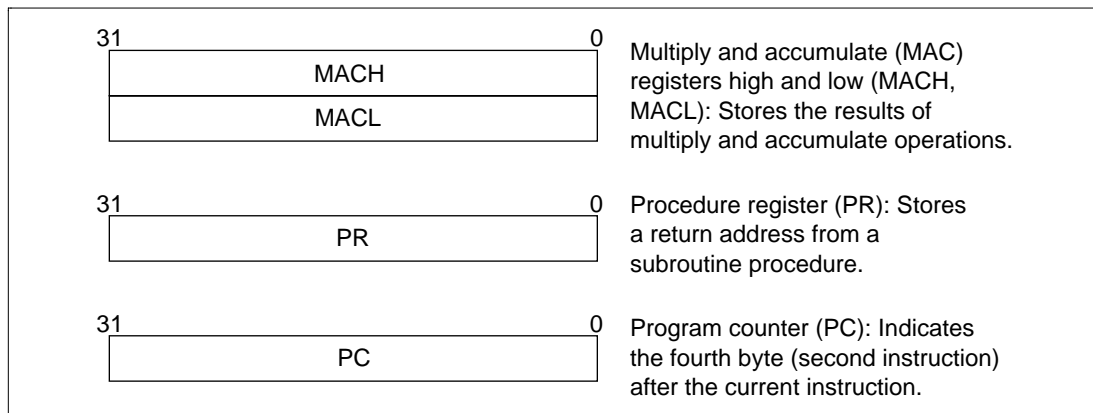 31 0
MACH
MACL
Multiply and accumulate (MAC)
registers high and low (MACH,
MACL): Stores the results of
multiply and accumulate operations.
31 0
PR
Procedure register (PR): Stores
a return address from a
subroutine procedure.
31 0
PC
Program counter (PC): Indicates
the fourth byte (second instruction)
after the current instruction.